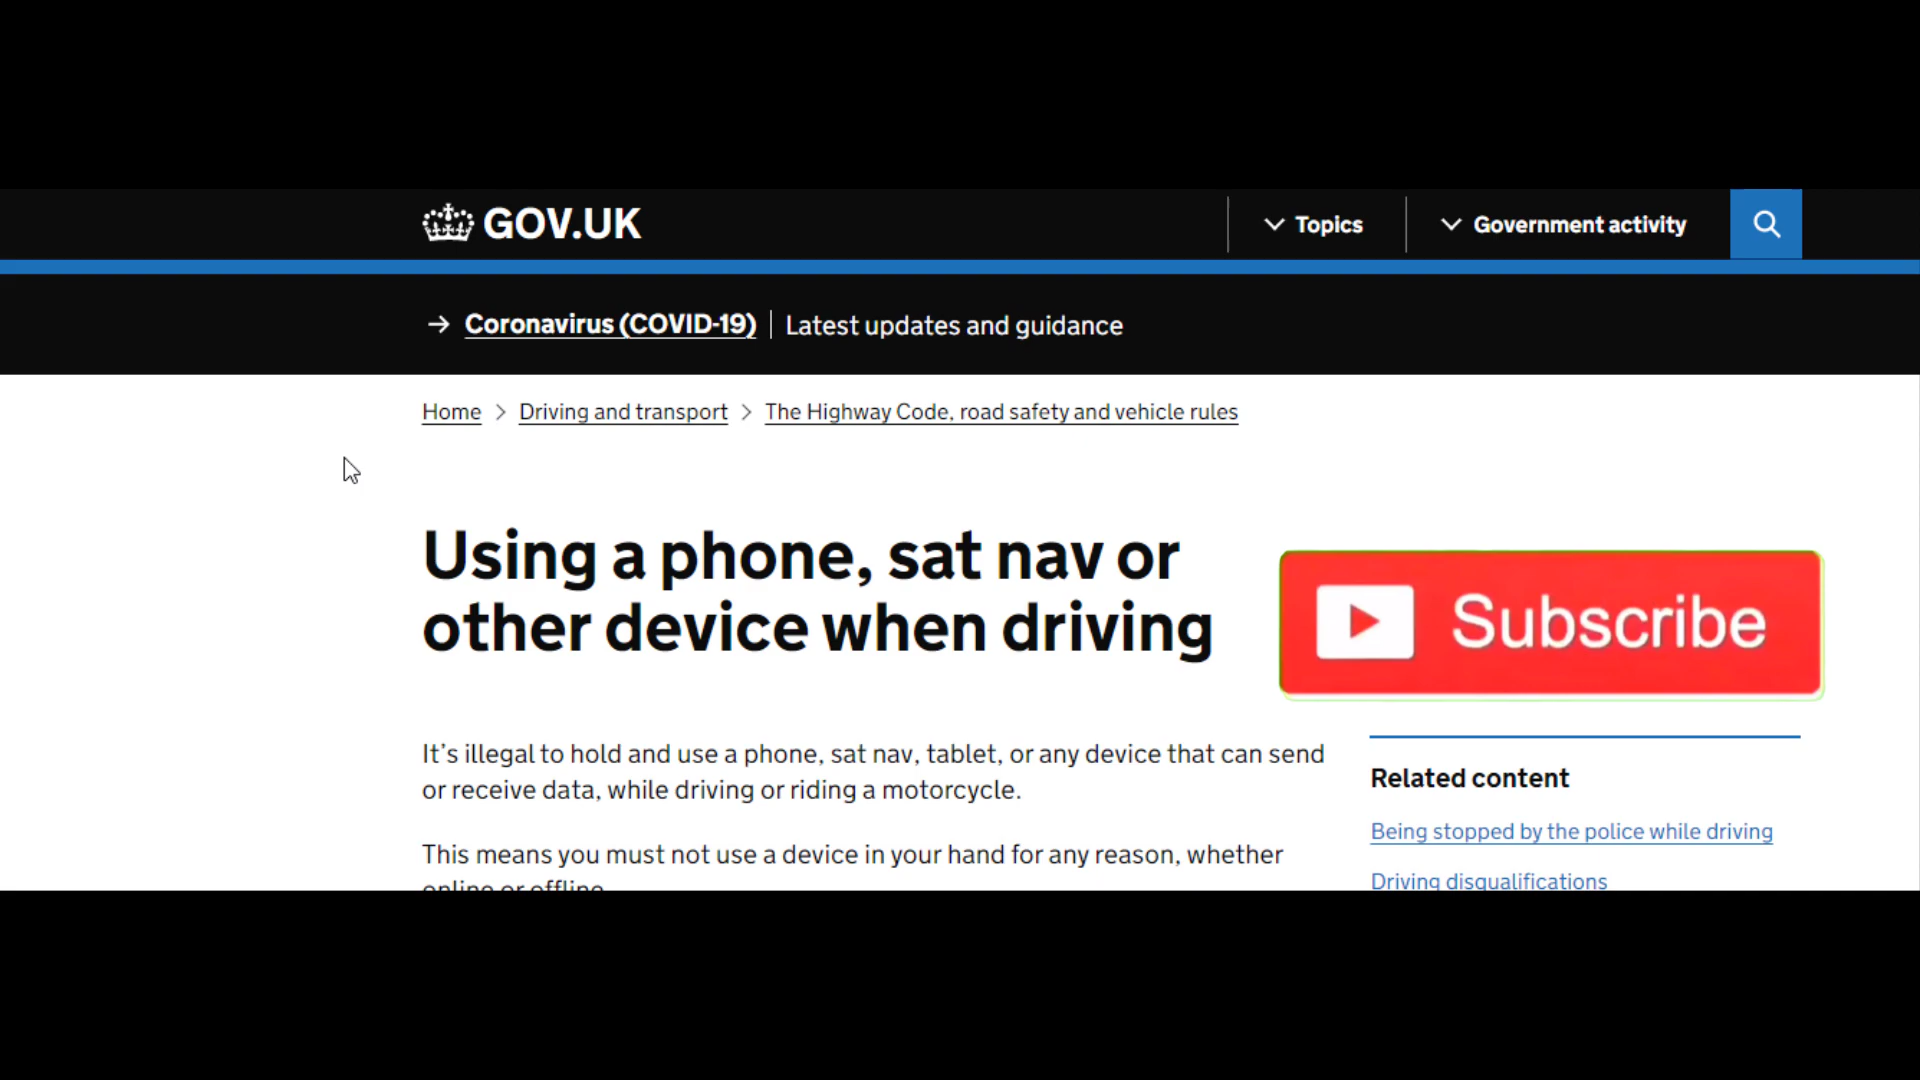 GOV.UK
Topics
Government activity
Coronavirus (COVID-19) | Latest updates and guidance
Home > Driving and transport > The Highway Code, road safety and vehicle rules
Using a phone, sat nav or
other device when driving
Subscribe
It’s illegal to hold and use a phone, sat nav, tablet, or any device that can send
or receive data, while driving or riding a motorcycle.
This means you must not use a device in your hand for any reason, whether
online or offline.
Related content
Being stopped by the police while driving
Driving disqualifications